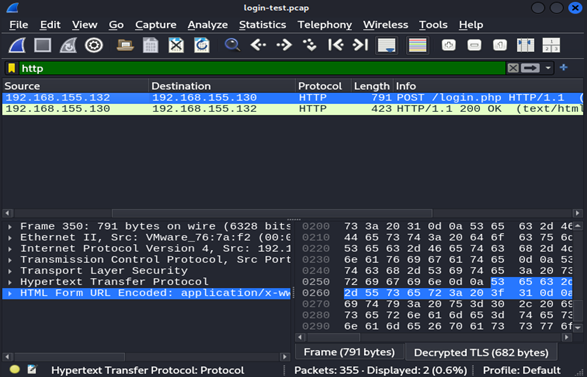 login-test.pcap
File Edit View Go Capture Analyze Statistics Telephony Wireless Tools Help
http
Source Destination Protocol Length Info
192.168.155.132 192.168.155.130 HTTP 791 POST /login.php HTTP/1.1 (
192.168.155.130 192.168.155.132 HTTP 423 HTTP/1.1 200 OK (text/html
Frame 350: 791 bytes on wire (6328 bits
Ethernet II, Src: VMware_76:7a:f2 (00:0
Internet Protocol Version 4, Src: 192.1
Transmission Control Protocol, Src Port
Transport Layer Security
Hypertext Transfer Protocol
HTML Form URL Encoded: application/x-ww
0200 73 3a 20 31 0d 0a 53 65 63 2d 46
0210 44 65 73 74 3a 20 64 6f 63 75 6c
0220 53 65 63 2d 46 65 74 63 68 2d 4c
0230 6e 61 76 69 67 61 74 65 0d 0a 53
0240 74 63 68 2d 53 69 74 65 3a 20 73
0250 72 69 67 69 6e 0d 0a 53 65 63 2d
0260 2d 55 73 65 72 3a 20 3f 31 0d 0a
0270 69 74 79 3a 20 75 3d 30 2c 20 69
0280 73 65 72 6e 61 6d 65 3d 74 65 73
0290 6e 61 6d 65 26 70 61 73 73 77 6f
Frame (791 bytes) Decrypted TLS (682 bytes)
Hypertext Transfer Protocol: Protocol Packets: 355 · Displayed: 2 (0.6%) Profile: Default